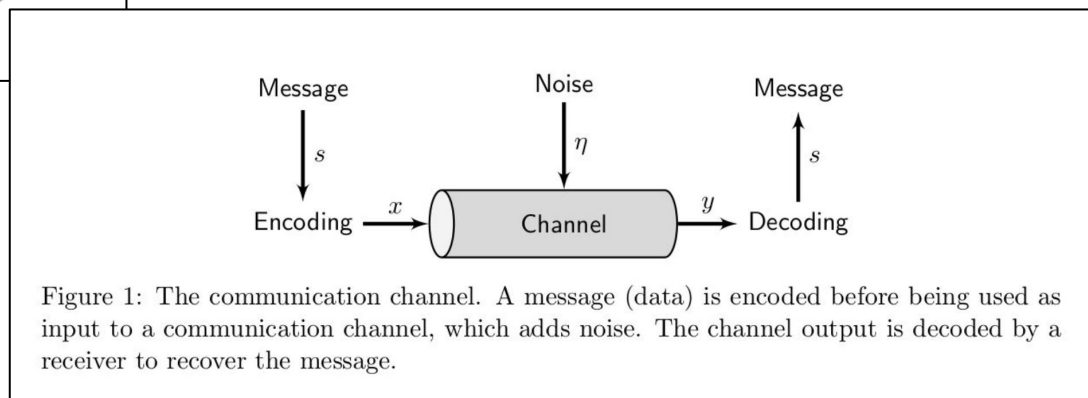 Message Noise Message
s η s
Encoding x Channel y Decoding
Figure 1: The communication channel. A message (data) is encoded before being used as
input to a communication channel, which adds noise. The channel output is decoded by a
receiver to recover the message.